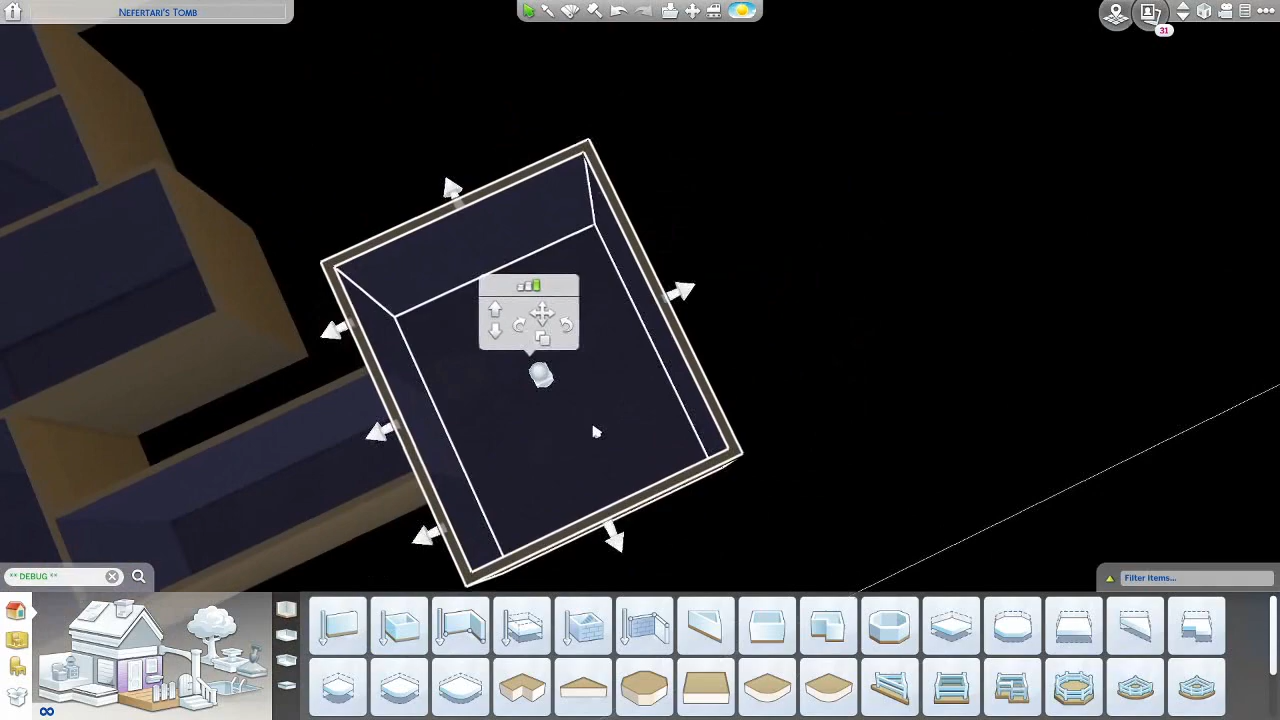 NEFERTARI'S TOMB
31
** DEBUG **
Filter Items...